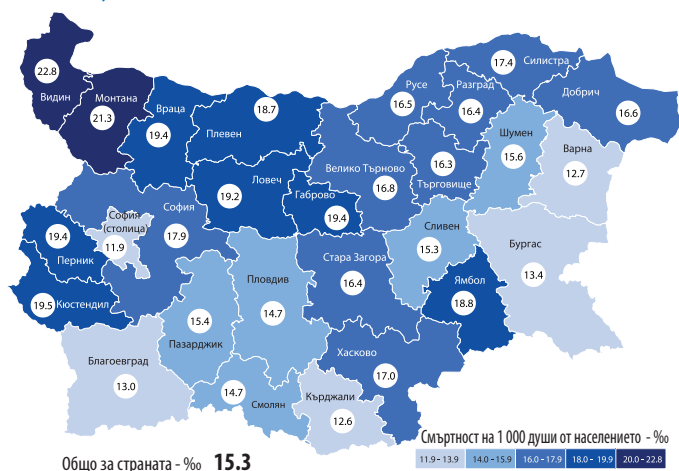 22.8
Видин
Монтана
21.3
Враца
19.4
18.7
Плевен
Русе
16.5
17.4
Силистра
Разград
16.4
Добрич
16.6
Шумен
15.6
Варна
12.7
Велико Търново
16.8
16.3
Търговище
Ловеч
19.2
Габрово
19.4
София
(столица)
11.9
София
17.9
19.4
Перник
19.5
Кюстендил
Сливен
15.3
Бургас
13.4
Стара Загора
16.4
Ямбол
18.8
Пловдив
14.7
15.4
Пазарджик
Благоевград
13.0
14.7
Смолян
Хасково
17.0
Кърджали
12.6
Смъртност на 1 000 души от населението - ‰
11.9 - 13.9
14.0 - 15.9
16.0 - 17.9
18.0 - 19.9
20.0 - 22.8
Общо за страната - ‰ 15.3